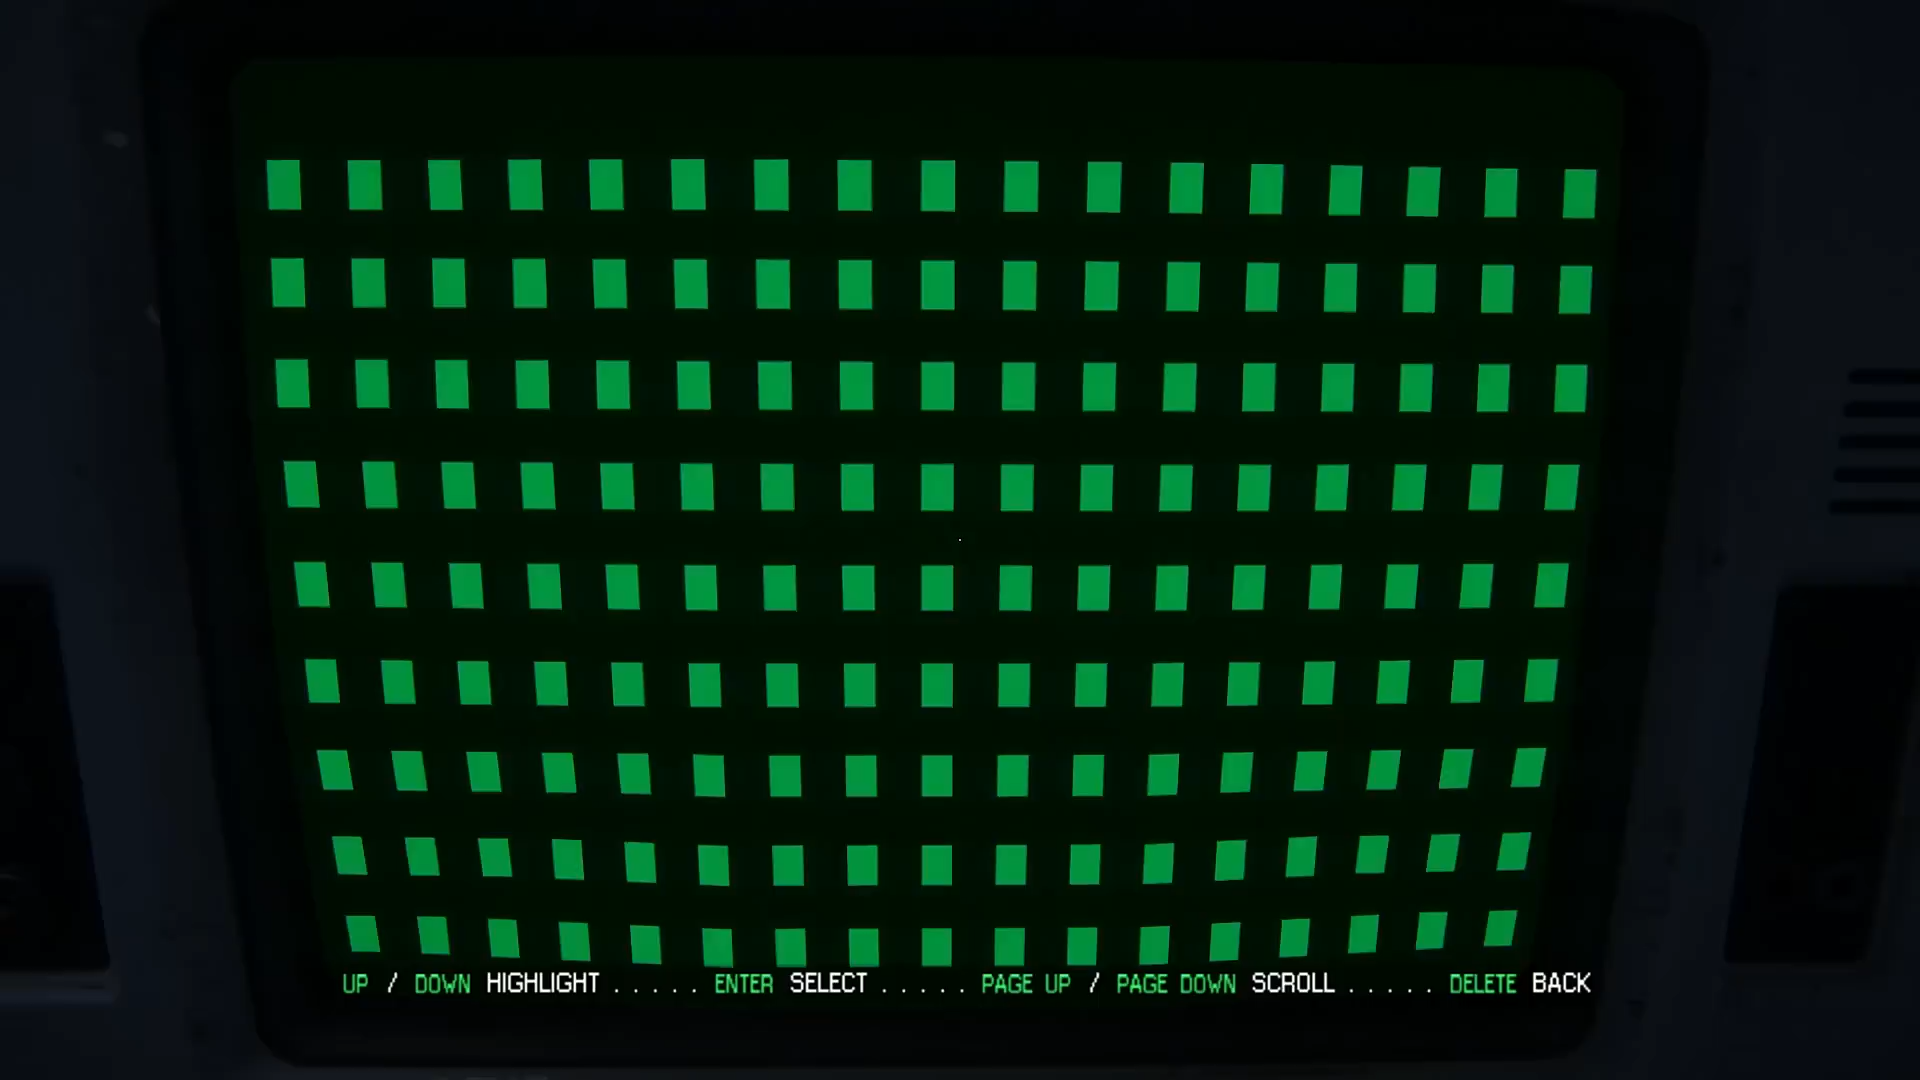 UP / DOWN HIGHLIGHT ..... ENTER SELECT ..... PAGE UP / PAGE DOWN SCROLL ..... DELETE BACK